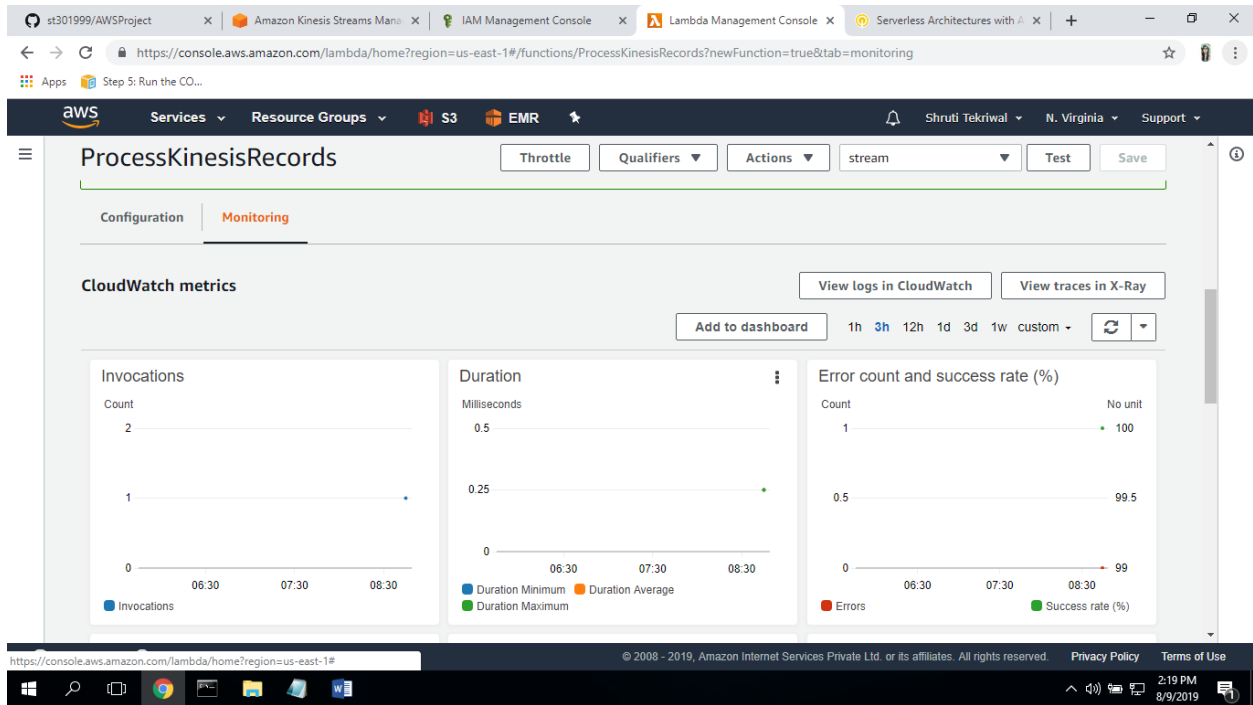 st301999/AWSProject
Amazon Kinesis Streams Mana
IAM Management Console
Lambda Management Console
Serverless Architectures with A
https://console.aws.amazon.com/lambda/home?region=us-east-1#/functions/ProcessKinesisRecords?newFunction=true&tab=monitoring
Apps Step 5: Run the CO...
aws Services Resource Groups S3 EMR Shruti Tekriwal N. Virginia Support
ProcessKinesisRecords Throttle Qualifiers Actions stream Test Save
Configuration Monitoring
CloudWatch metrics View logs in CloudWatch View traces in X-Ray
Add to dashboard 1h 3h 12h 1d 3d 1w custom
Invocations
Count
2
1
0
06:30 07:30 08:30
Invocations
Duration
Milliseconds
0.5
0.25
0
06:30 07:30 08:30
Duration Minimum Duration Average
Duration Maximum
Error count and success rate (%)
Count No unit
1 100
0.5 99.5
0 99
06:30 07:30 08:30
Errors Success rate (%)
https://console.aws.amazon.com/lambda/home?region=us-east-1#
© 2008 - 2019, Amazon Internet Services Private Ltd. or its affiliates. All rights reserved. Privacy Policy Terms of Use
2:19 PM
8/9/2019
1